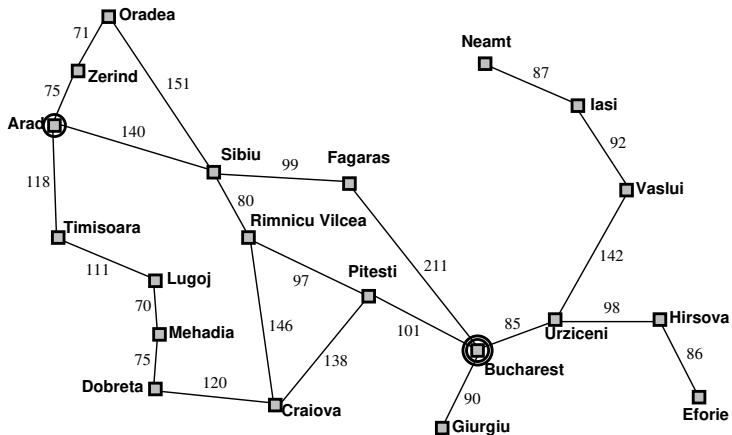 Oradea
71
Neamt
Zerind
87
151
75
Iasi
Arad
140
92
Sibiu
99
Fagaras
118
80
Vaslui
Timisoara
Rimnicu Vilcea
111
211
142
Lugoj
97
Pitesti
70
98
Hirsova
146
101
85
Mehadia
138
Urziceni
75
86
120
Bucharest
Dobreta
90
Craiova
Eforie
Giurgiu